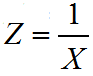 Z = 1/X